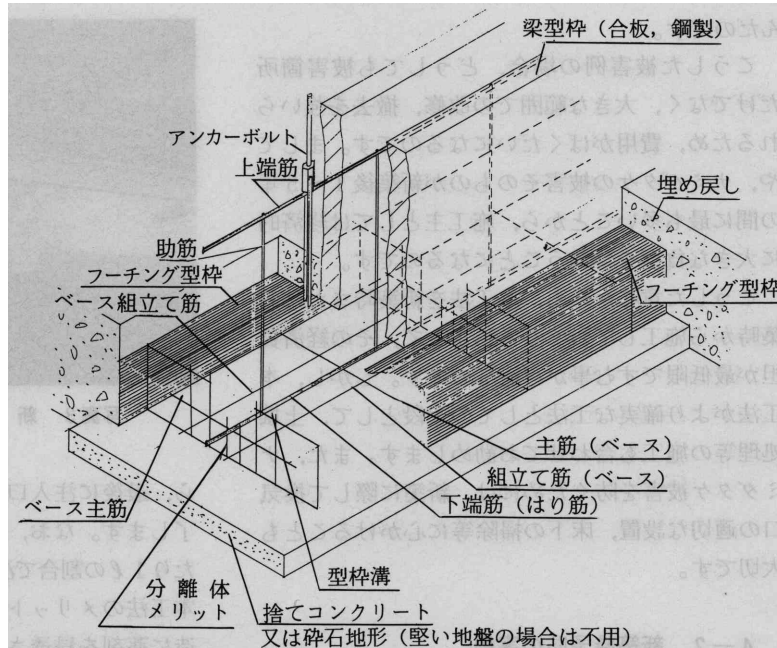 梁型枠（合板，鋼製）
アンカーボルト
上端筋
埋め戻し
助筋
フーチング型枠
ベース組立て筋
フーチング型枠
主筋（ベース）
組立て筋（ベース）
下端筋（はり筋）
ベース主筋
型枠溝
分離体
メリット
捨てコンクリート
又は砕石地形（堅い地盤の場合は不用）